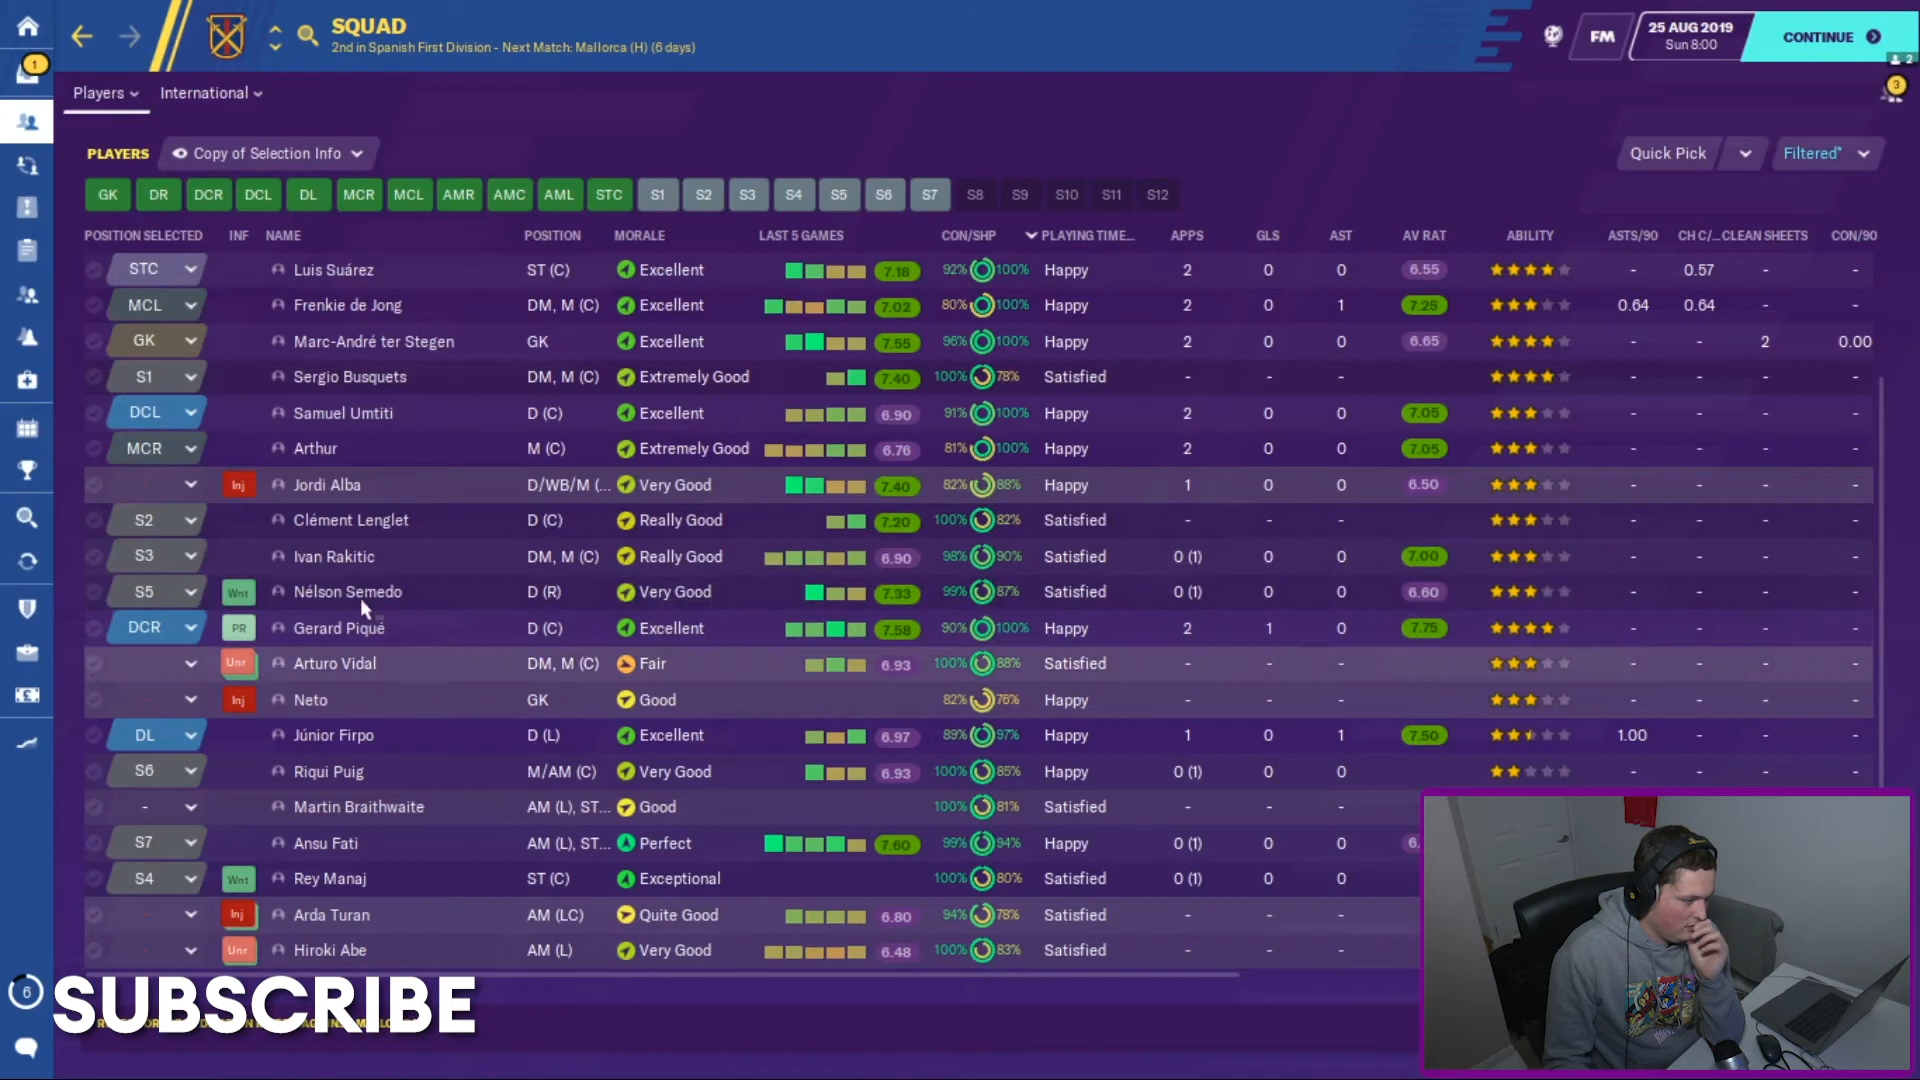 SQUAD
2nd in Spanish First Division - Next Match: Mallorca (H) (6 days)
FM
25 AUG 2019
Sun 8:00
CONTINUE
2
1
3
Players International
PLAYERS Copy of Selection Info Quick Pick Filtered*
GK DR DCR DCL DL MCR MCL AMR AMC AML STC S1 S2 S3 S4 S5 S6 S7 S8 S9 S10 S11 S12
POSITION SELECTED INF NAME POSITION MORALE LAST 5 GAMES CON/SHP PLAYING TIME... APPS GLS AST AV RAT ABILITY ASTS/90 CH C/... CLEAN SHEETS CON/90
STC Luis Suárez ST (C) Excellent 7.18 92% 100% Happy 2 0 0 6.55 - 0.57 - -
MCL Frenkie de Jong DM, M (C) Excellent 7.02 80% 100% Happy 2 0 1 7.25 0.64 0.64 - -
GK Marc-André ter Stegen GK Excellent 7.55 96% 100% Happy 2 0 0 6.65 - - 2 0.00
S1 Sergio Busquets DM, M (C) Extremely Good 7.40 100% 78% Satisfied - - - - - - -
DCL Samuel Umtiti D (C) Excellent 6.90 91% 100% Happy 2 0 0 7.05 - - - -
MCR Arthur M (C) Extremely Good 6.76 81% 100% Happy 2 0 0 7.05 - - - -
Inj Jordi Alba D/WB/M (... Very Good 7.40 82% 88% Happy 1 0 0 6.50 - - - -
S2 Clément Lenglet D (C) Really Good 7.20 100% 82% Satisfied - - - - - - -
S3 Ivan Rakitic DM, M (C) Really Good 6.90 98% 90% Satisfied 0 (1) 0 0 7.00 - - - -
S5 Wnt Nélson Semedo D (R) Very Good 7.33 99% 87% Satisfied 0 (1) 0 0 6.60 - - - -
DCR PR Gerard Piqué D (C) Excellent 7.58 90% 100% Happy 2 1 0 7.75 - - - -
Unr Arturo Vidal DM, M (C) Fair 6.93 100% 88% Satisfied - - - - - - -
Inj Neto GK Good 82% 76% Happy - - - - - - -
DL Júnior Firpo D (L) Excellent 6.97 89% 97% Happy 1 0 1 7.50 1.00 - - -
S6 Riqui Puig M/AM (C) Very Good 6.93 100% 85% Happy 0 (1) 0 0 - - - -
- Martin Braithwaite AM (L), ST... Good 100% 81% Satisfied - - -
S7 Ansu Fati AM (L), ST... Perfect 7.60 99% 94% Happy 0 (1) 0 0 6.
S4 Wnt Rey Manaj ST (C) Exceptional 100% 80% Satisfied 0 (1) 0 0
Inj Arda Turan AM (LC) Quite Good 6.80 94% 78% Satisfied - - -
Unr Hiroki Abe AM (L) Very Good 6.48 100% 83% Satisfied - - -
6
SUBSCRIBE